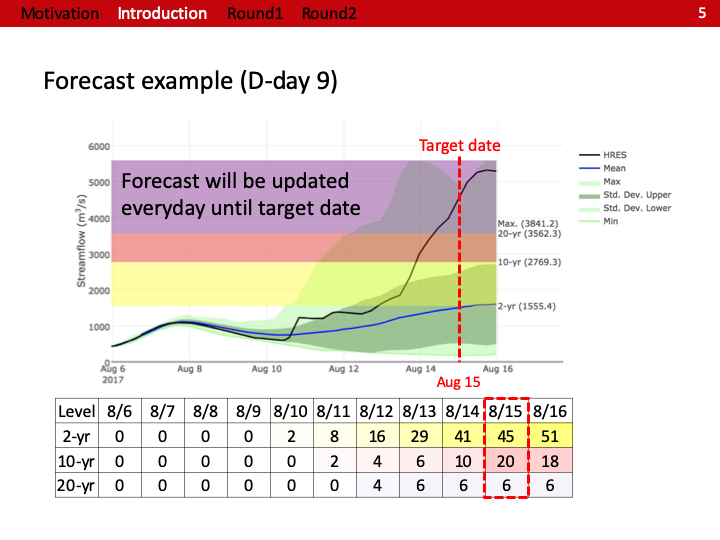 Motivation Introduction Round1 Round2 5
Forecast example (D-day 9)
Target date
6000
5000
4000
3000
2000
1000
0
Streamflow (m³/s)
Forecast will be updated
everyday until target date
HRES
Mean
Max
Std. Dev. Upper
Std. Dev. Lower
Min
Max. (3841.2)
20-yr (3562.3)
10-yr (2769.3)
2-yr (1555.4)
Aug 6 Aug 8 Aug 10 Aug 12 Aug 14 Aug 16
2017
Aug 15
Level 8/6 8/7 8/8 8/9 8/10 8/11 8/12 8/13 8/14 8/15 8/16
2-yr 0 0 0 0 2 8 16 29 41 45 51
10-yr 0 0 0 0 0 2 4 6 10 20 18
20-yr 0 0 0 0 0 0 4 6 6 6 6